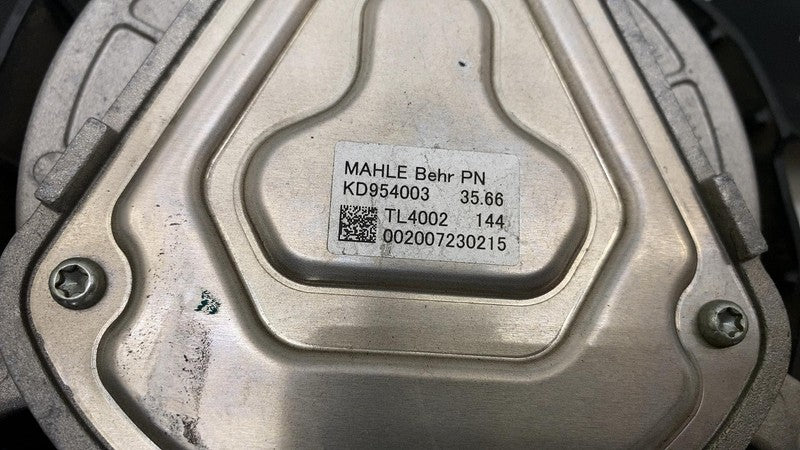 MAHLE Behr PN
KD954003 35.66
TL4002 144
002007230215